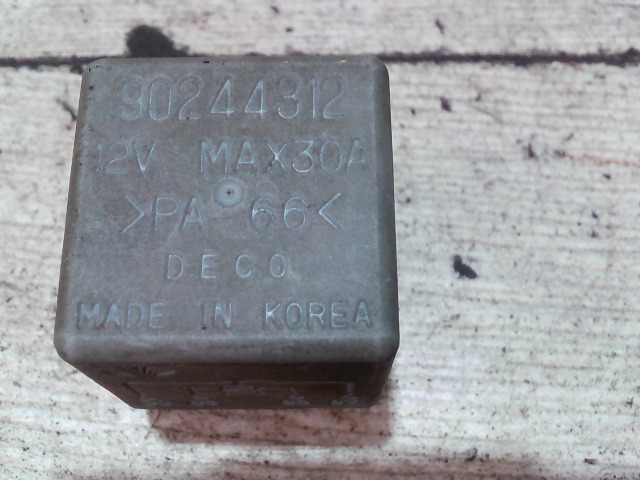 90244312
12V MAX30A
>PA 66<
DECO
MADE IN KOREA